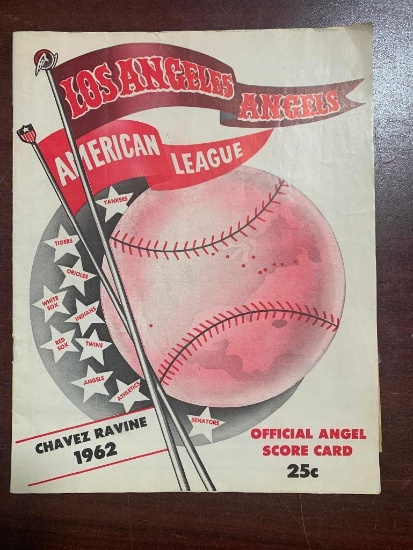 LOS ANGELES
ANGELS
AMERICAN
LEAGUE
YANKEES
TIGERS
ORIOLES
WHITE
SOX
INDIANS
RED
SOX
TWINS
ANGELS
ATHLETICS
SENATORS
CHAVEZ RAVINE
1962
OFFICIAL ANGEL
SCORE CARD
25c